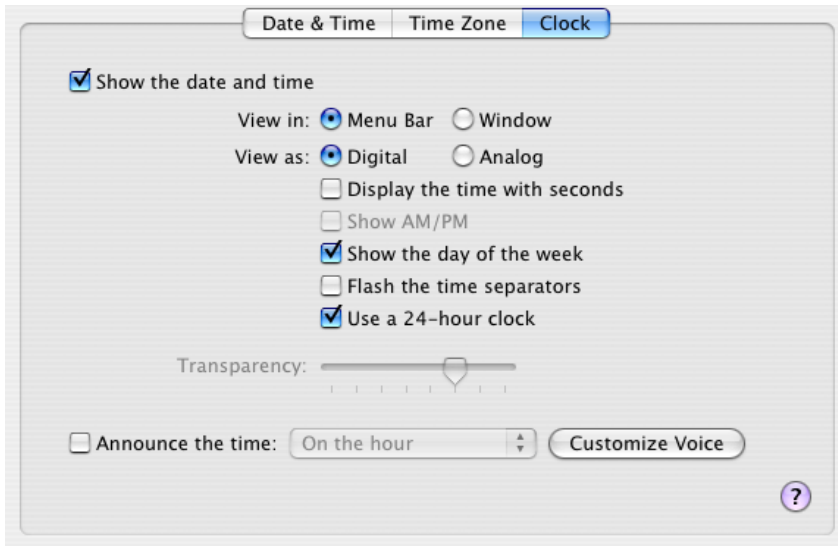 Date & Time Time Zone Clock
Show the date and time
View in: Menu Bar Window
View as: Digital Analog
Display the time with seconds
Show AM/PM
Show the day of the week
Flash the time separators
Use a 24-hour clock
Transparency:
Announce the time: On the hour Customize Voice
?